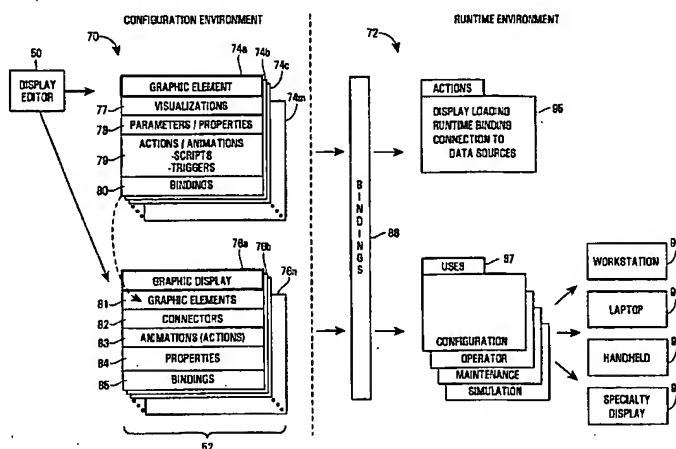 CONFIGURATION ENVIRONMENT
RUNTIME ENVIRONMENT
70
72
50
DISPLAY EDITOR
74a
74b
74c
74m
GRAPHIC ELEMENT
77
VISUALIZATIONS
78
PARAMETERS / PROPERTIES
79
ACTIONS / ANIMATIONS
-SCRIPTS
-TRIGGERS
80
BINDINGS
76a
76b
76n
GRAPHIC DISPLAY
81
GRAPHIC ELEMENTS
82
CONNECTORS
83
ANIMATIONS (ACTIONS)
84
PROPERTIES
85
BINDINGS
52
BINDINGS
ACTIONS
DISPLAY LOADING
RUNTIME BINDING
CONNECTION TO
DATA SOURCES
USES
97
CONFIGURATION
OPERATOR
MAINTENANCE
SIMULATION
WORKSTATION
LAPTOP
HANDHELD
SPECIALTY
DISPLAY